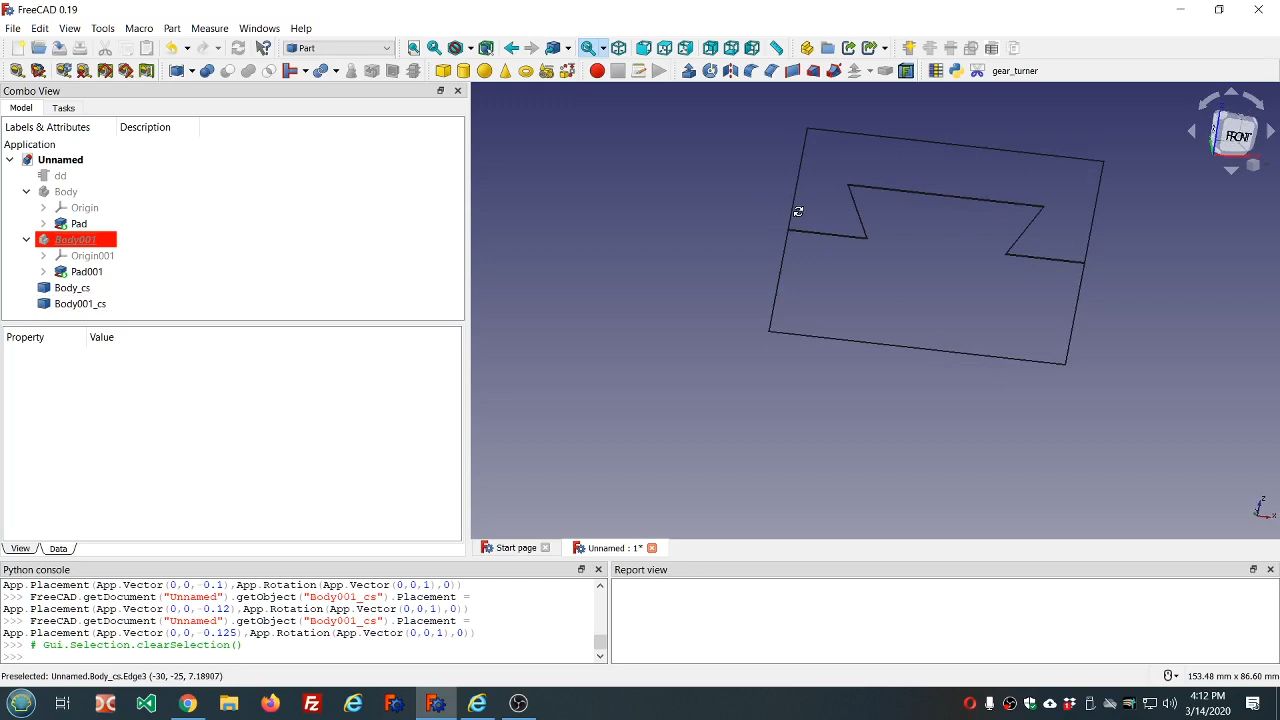 FreeCAD 0.19
File Edit View Tools Macro Part Measure Windows Help
Part
gear_turner
Combo View
Model Tasks
Labels & Attributes Description
Application
Unnamed
dd
Body
Origin
Pad
Body001
Origin001
Pad001
Body_cs
Body001_cs
Property Value
View Data
FRONT
z
x
Start page Unnamed : 1*
Python console
App.Placement(App.Vector(0,0,-0.1),App.Rotation(App.Vector(0,0,1),0))
>>> FreeCAD.getDocument("Unnamed").getObject("Body001_cs").Placement =
App.Placement(App.Vector(0,0,-0.12),App.Rotation(App.Vector(0,0,1),0))
>>> FreeCAD.getDocument("Unnamed").getObject("Body001_cs").Placement =
App.Placement(App.Vector(0,0,-0.125),App.Rotation(App.Vector(0,0,1),0))
>>> # Gui.Selection.clearSelection()
>>>
Report view
Preselected: Unnamed.Body_cs.Edge3 (-30, -25, 7.18907)
153.48 mm x 86.60 mm
4:12 PM
3/14/2020